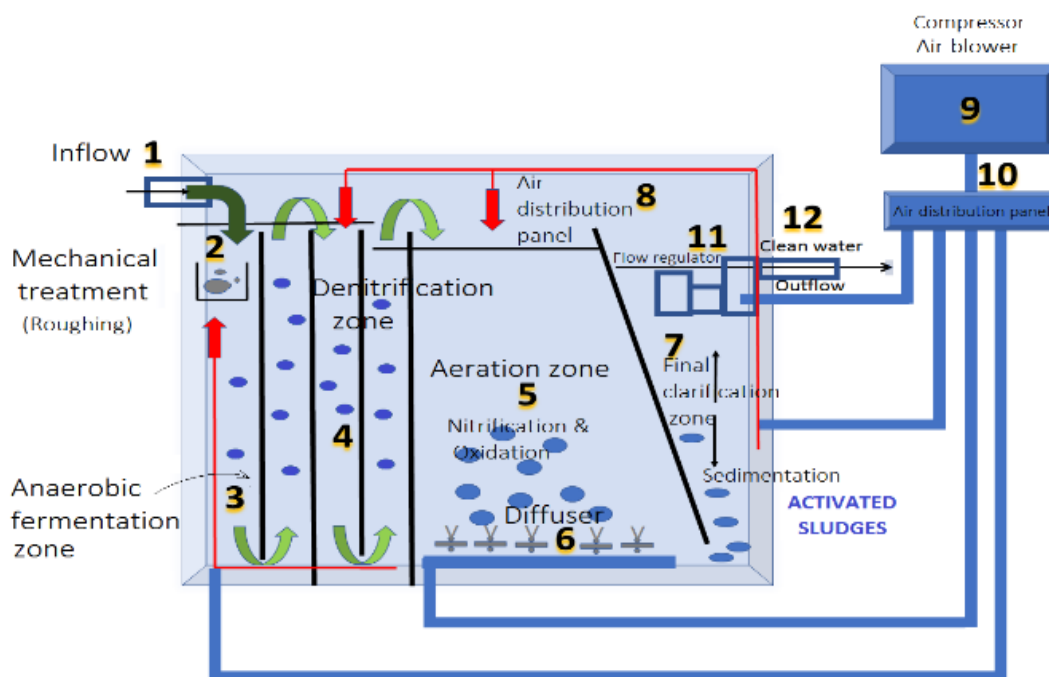 Compressor
Air blower
9
10
Air distribution panel
Inflow 1
2
Mechanical
treatment
(Roughing)
Air
distribution
panel
8
11
12
Clean water
Flow regulator
Outflow
Denitrification
zone
7
Final
clarification
zone
Aeration zone
5
Nitrification &
Oxidation
4
Sedimentation
ACTIVATED
SLUDGES
Anaerobic
fermentation
zone
3
Diffuser
6